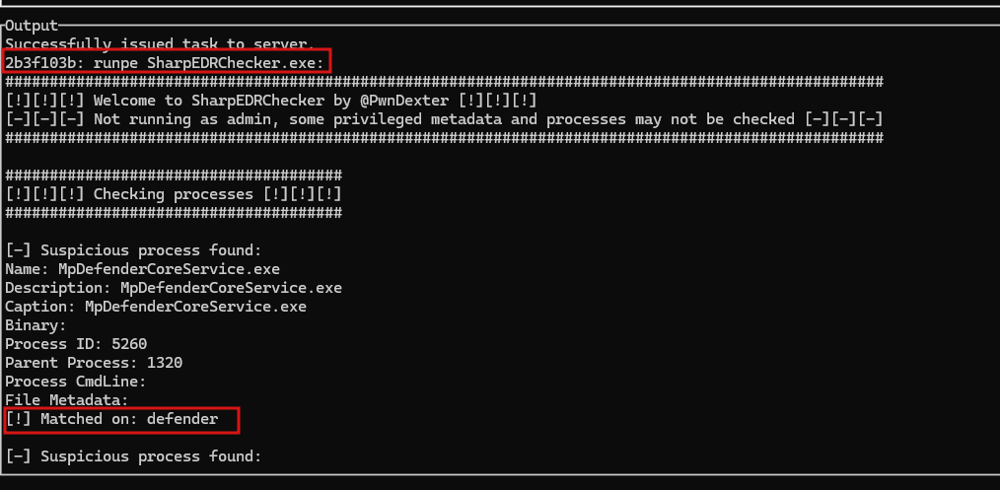 Output
Successfully issued task to server.
2b3f103b: runpe SharpEDRChecker.exe:
###################################################################################################
[!][!][!] Welcome to SharpEDRChecker by @PwnDexter [!][!][!]
[-][-][-] Not running as admin, some privileged metadata and processes may not be checked [-][-][-]
###################################################################################################
######################################
[!][!][!] Checking processes [!][!][!]
######################################
[-] Suspicious process found:
Name: MpDefenderCoreService.exe
Description: MpDefenderCoreService.exe
Caption: MpDefenderCoreService.exe
Binary:
Process ID: 5260
Parent Process: 1320
Process CmdLine:
File Metadata:
[!] Matched on: defender
[-] Suspicious process found: